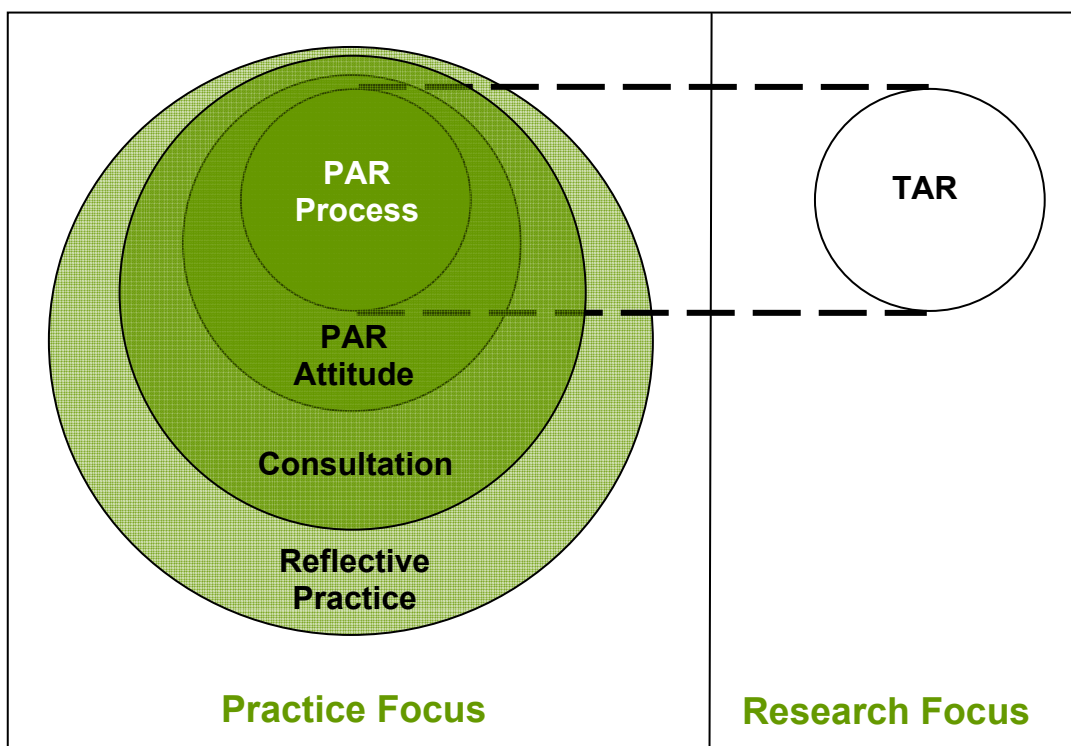 PAR
Process
TAR
PAR
Attitude
Consultation
Reflective
Practice
Practice Focus
Research Focus